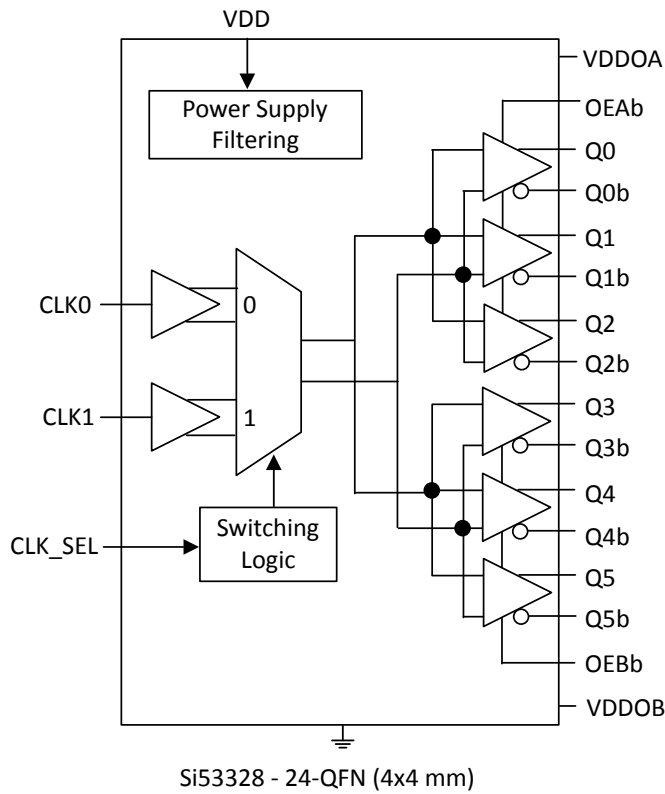 VDD
VDDOA
Power Supply
Filtering
OEAb
Q0
Q0b
Q1
Q1b
CLK0
0
Q2
Q2b
CLK1
1
Q3
Q3b
Q4
Switching
Logic
CLK_SEL
Q4b
Q5
Q5b
OEBb
VDDOB
Si53328 - 24-QFN (4x4 mm)